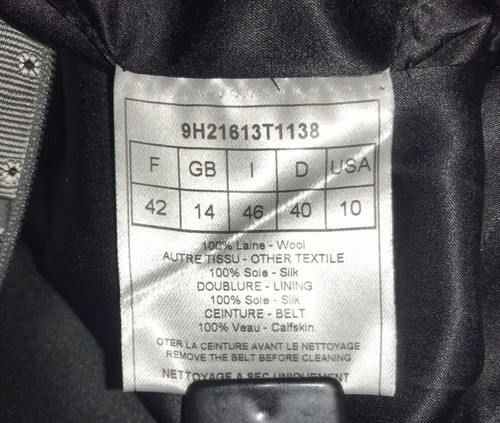 9H21613T1138
F GB I D USA
42 14 46 40 10
100% Laine - Wool
AUTRE TISSU - OTHER TEXTILE
100% Soie - Silk
DOUBLURE - LINING
100% Soie - Silk
CEINTURE - BELT
100% Veau - Calfskin
OTER LA CEINTURE AVANT LE NETTOYAGE
REMOVE THE BELT BEFORE CLEANING
NETTOYAGE A SEC UNIQUEMENT